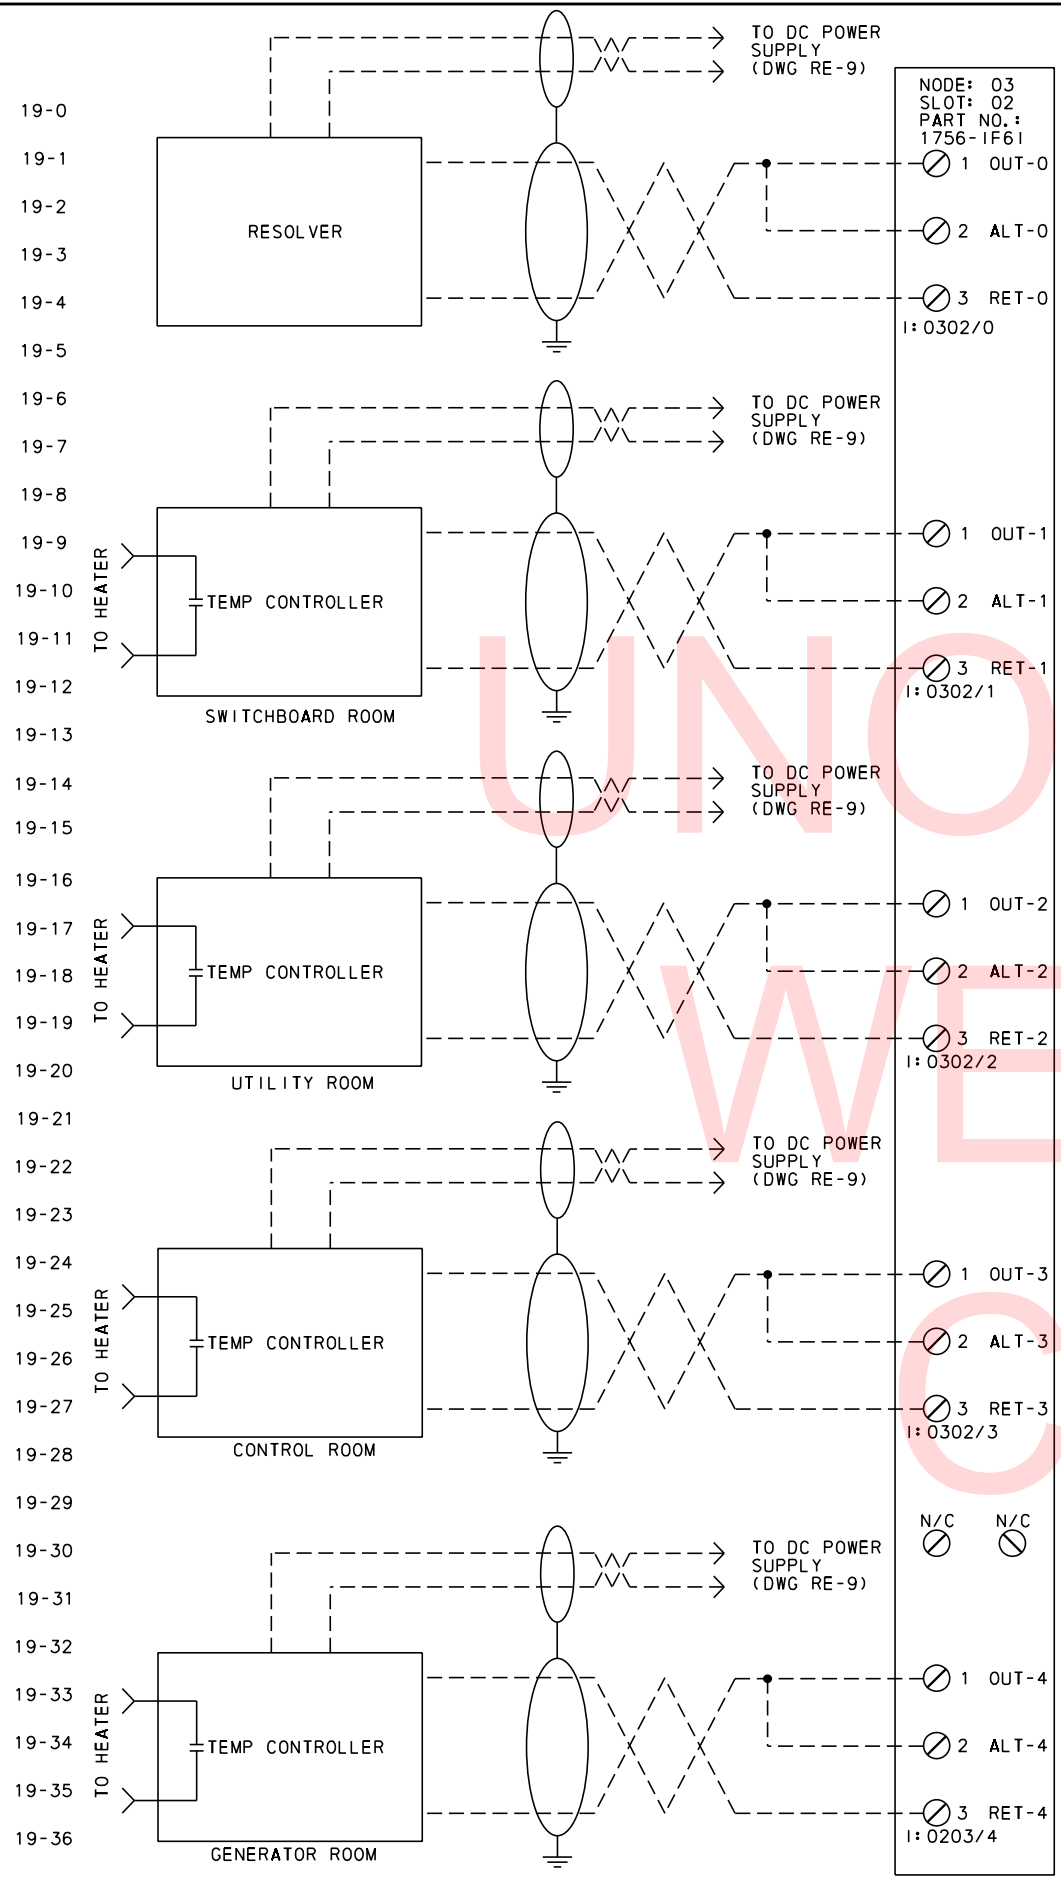 TO DC POWER
SUPPLY
(DWG RE-9)
NODE: 03
SLOT: 02
PART NO.:
1756-IF6I
19-0
19-1
1 OUT-0
19-2
RESOLVER
2 ALT-0
19-3
19-4
3 RET-0
I:0302/0
19-5
19-6
TO DC POWER
SUPPLY
(DWG RE-9)
19-7
19-8
19-9
1 OUT-1
19-10
TO HEATER
TEMP CONTROLLER
2 ALT-1
19-11
3 RET-1
19-12
I:0302/1
SWITCHBOARD ROOM
19-13
UNO
19-14
TO DC POWER
SUPPLY
(DWG RE-9)
19-15
19-16
1 OUT-2
19-17
TO HEATER
TEMP CONTROLLER
19-18
2 ALT-2
19-19
3 RET-2
I:0302/2
19-20
UTILITY ROOM
WE
19-21
19-22
TO DC POWER
SUPPLY
(DWG RE-9)
19-23
19-24
1 OUT-3
19-25
TO HEATER
TEMP CONTROLLER
2 ALT-3
19-26
19-27
3 RET-3
I:0302/3
CONTROL ROOM
19-28
C
19-29
N/C N/C
19-30
TO DC POWER
SUPPLY
(DWG RE-9)
19-31
19-32
1 OUT-4
19-33
TO HEATER
19-34
TEMP CONTROLLER
2 ALT-4
19-35
3 RET-4
19-36
I:0203/4
GENERATOR ROOM